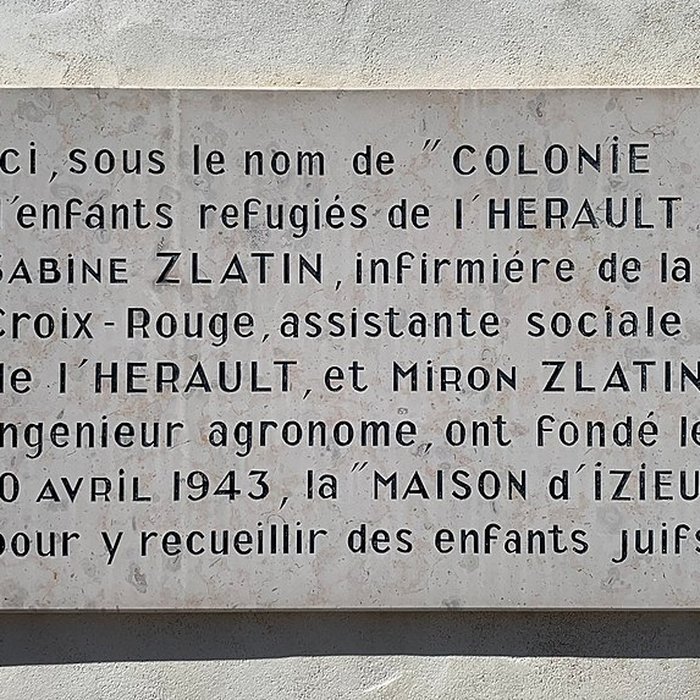 ci, sous le nom de "COLONIE
'enfants refugiés de l'HERAULT
SABINE ZLATIN, infirmiére de la
Croix-Rouge, assistante sociale
de l'HERAULT, et MIRON ZLATIN
ngenieur agronome, ont fondé le
0 AVRIL 1943, la "MAISON d'IZIEU
pour y recueillir des enfants juifs